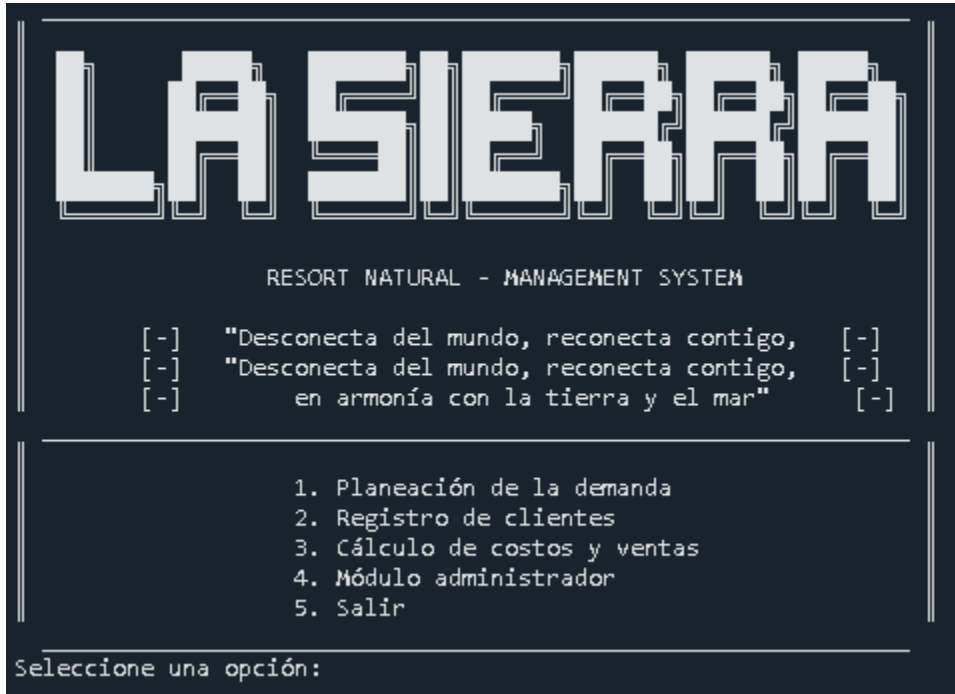 LA SIERRA
RESORT NATURAL - MANAGEMENT SYSTEM
[-] "Desconecta del mundo, reconecta contigo, [-]
[-] "Desconecta del mundo, reconecta contigo, [-]
[-] en armonía con la tierra y el mar" [-]
1. Planeación de la demanda
2. Registro de clientes
3. Cálculo de costos y ventas
4. Módulo administrador
5. Salir
Seleccione una opción: